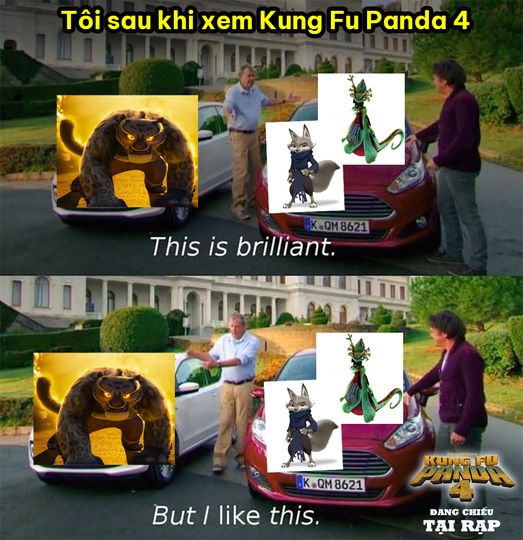 Tôi sau khi xem Kung Fu Panda 4
K QM 8621
This is brilliant.
K QM 8621
But I like this.
KUNG FU
PANDA
4
ĐANG CHIẾU
TẠI RẠP